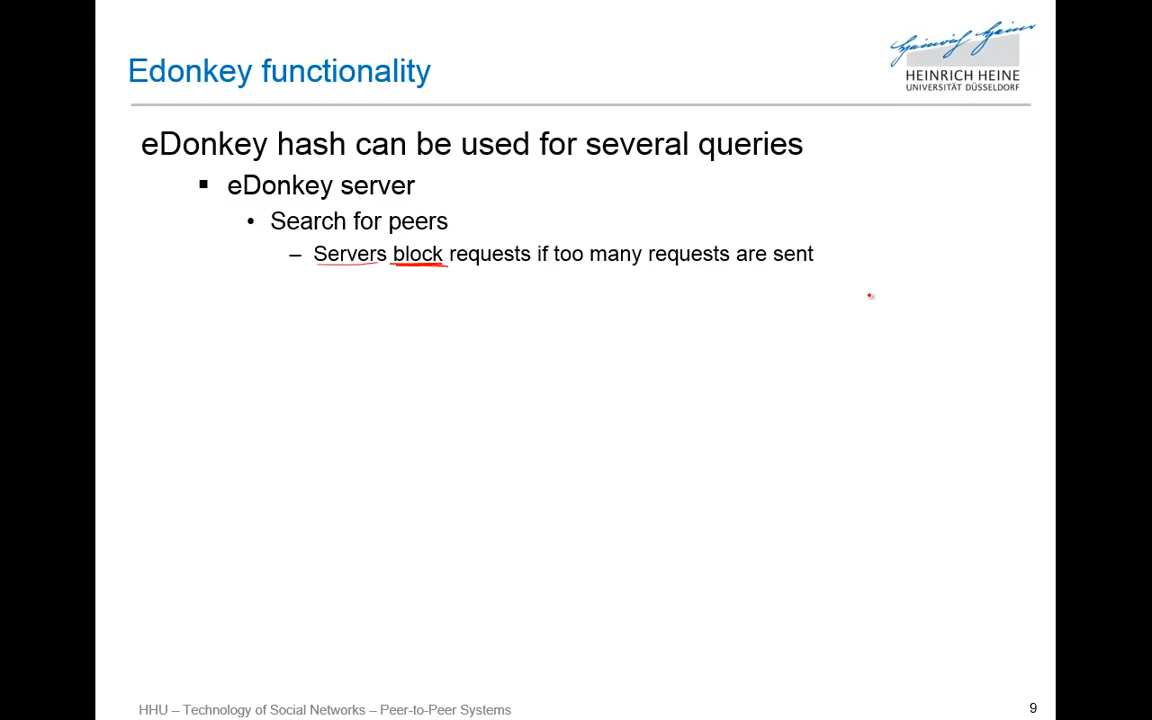 Heinrich Heine
HEINRICH HEINE
UNIVERSITÄT DÜSSELDORF
Edonkey functionality
eDonkey hash can be used for several queries
▪ eDonkey server
• Search for peers
– Servers block requests if too many requests are sent
HHU – Technology of Social Networks – Peer-to-Peer Systems
9